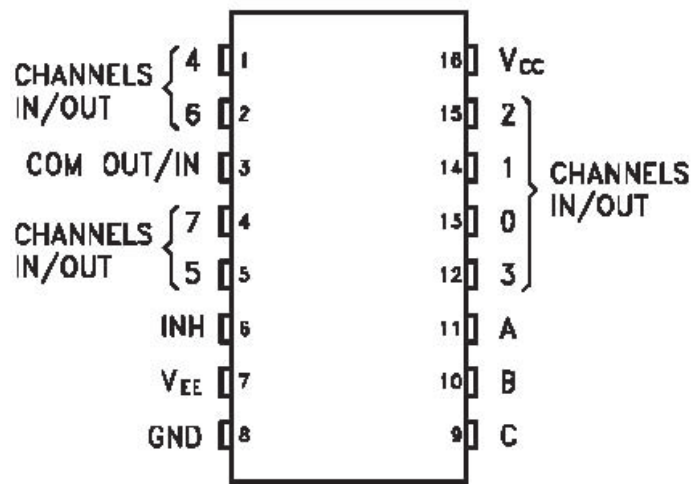 CHANNELS IN/OUT
4 1
6 2
COM OUT/IN 3
CHANNELS IN/OUT
7 4
5 5
INH 6
VEE 7
GND 8
16 VCC
15 2
14 1
13 0
12 3
CHANNELS IN/OUT
11 A
10 B
9 C